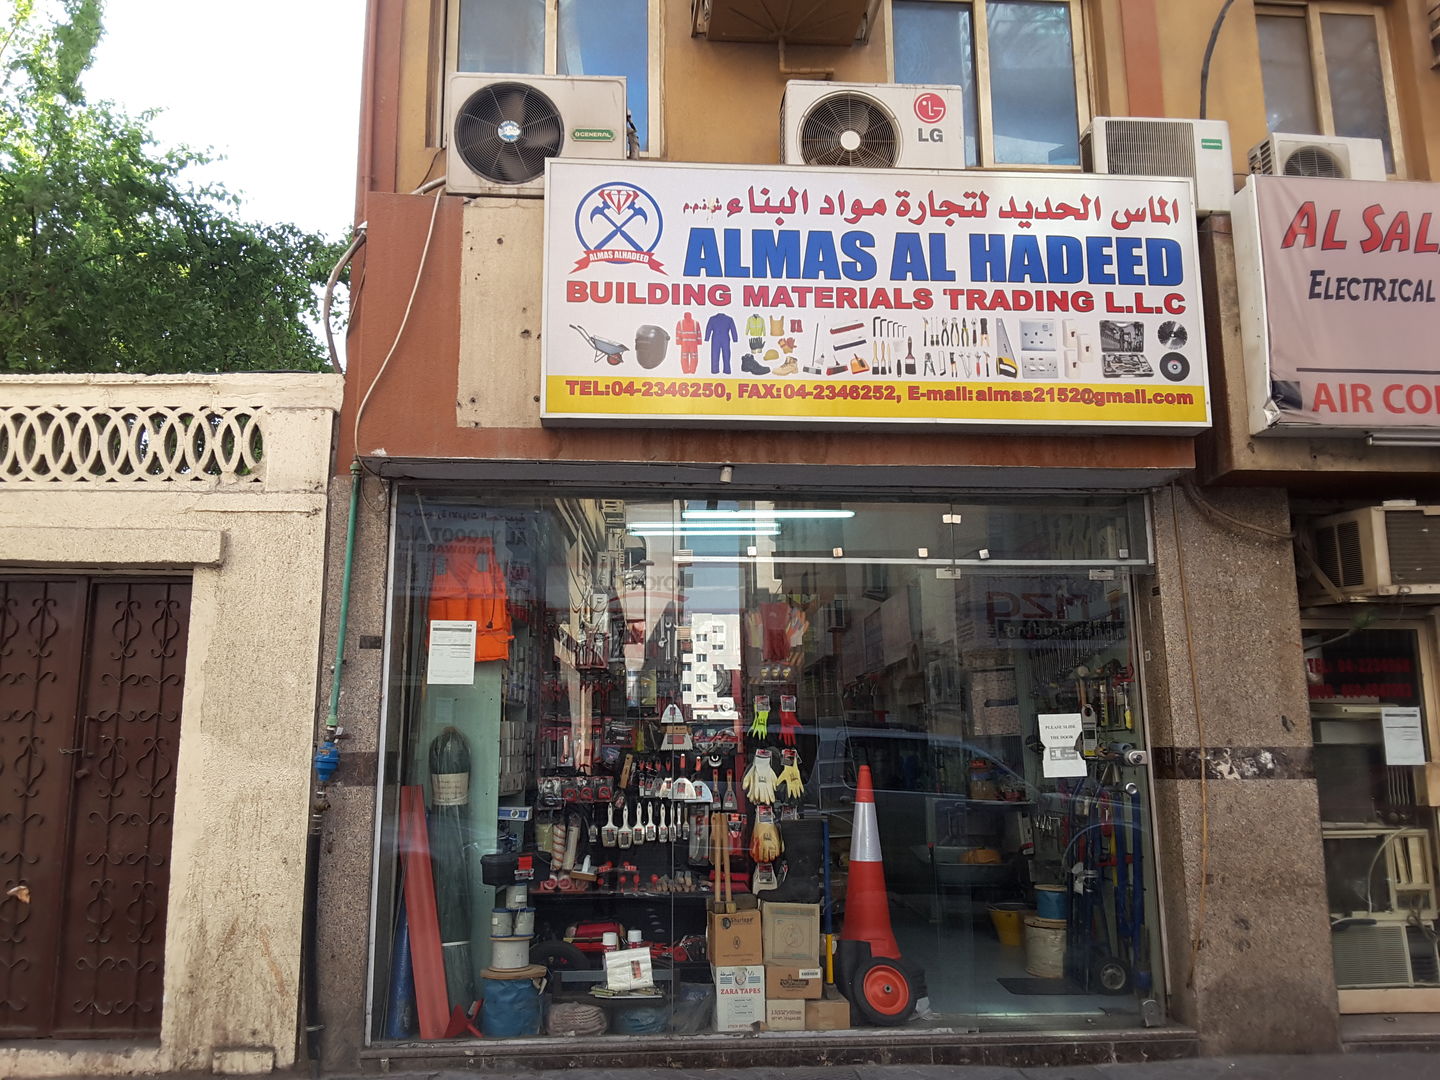 GENERAL
LG
الماس الحديد لتجارة مواد البناء ش.ذ.م.م
ALMAS AL HADEED
ALMAS ALHADEED
BUILDING MATERIALS TRADING L.L.C
TEL:04-2346250, FAX:04-2346252, E-mail:almas2152@gmail.com
AL SAL
ELECTRICAL
AIR CO
PLEASE SLIDE
THE DOOR
ZARA TAPES